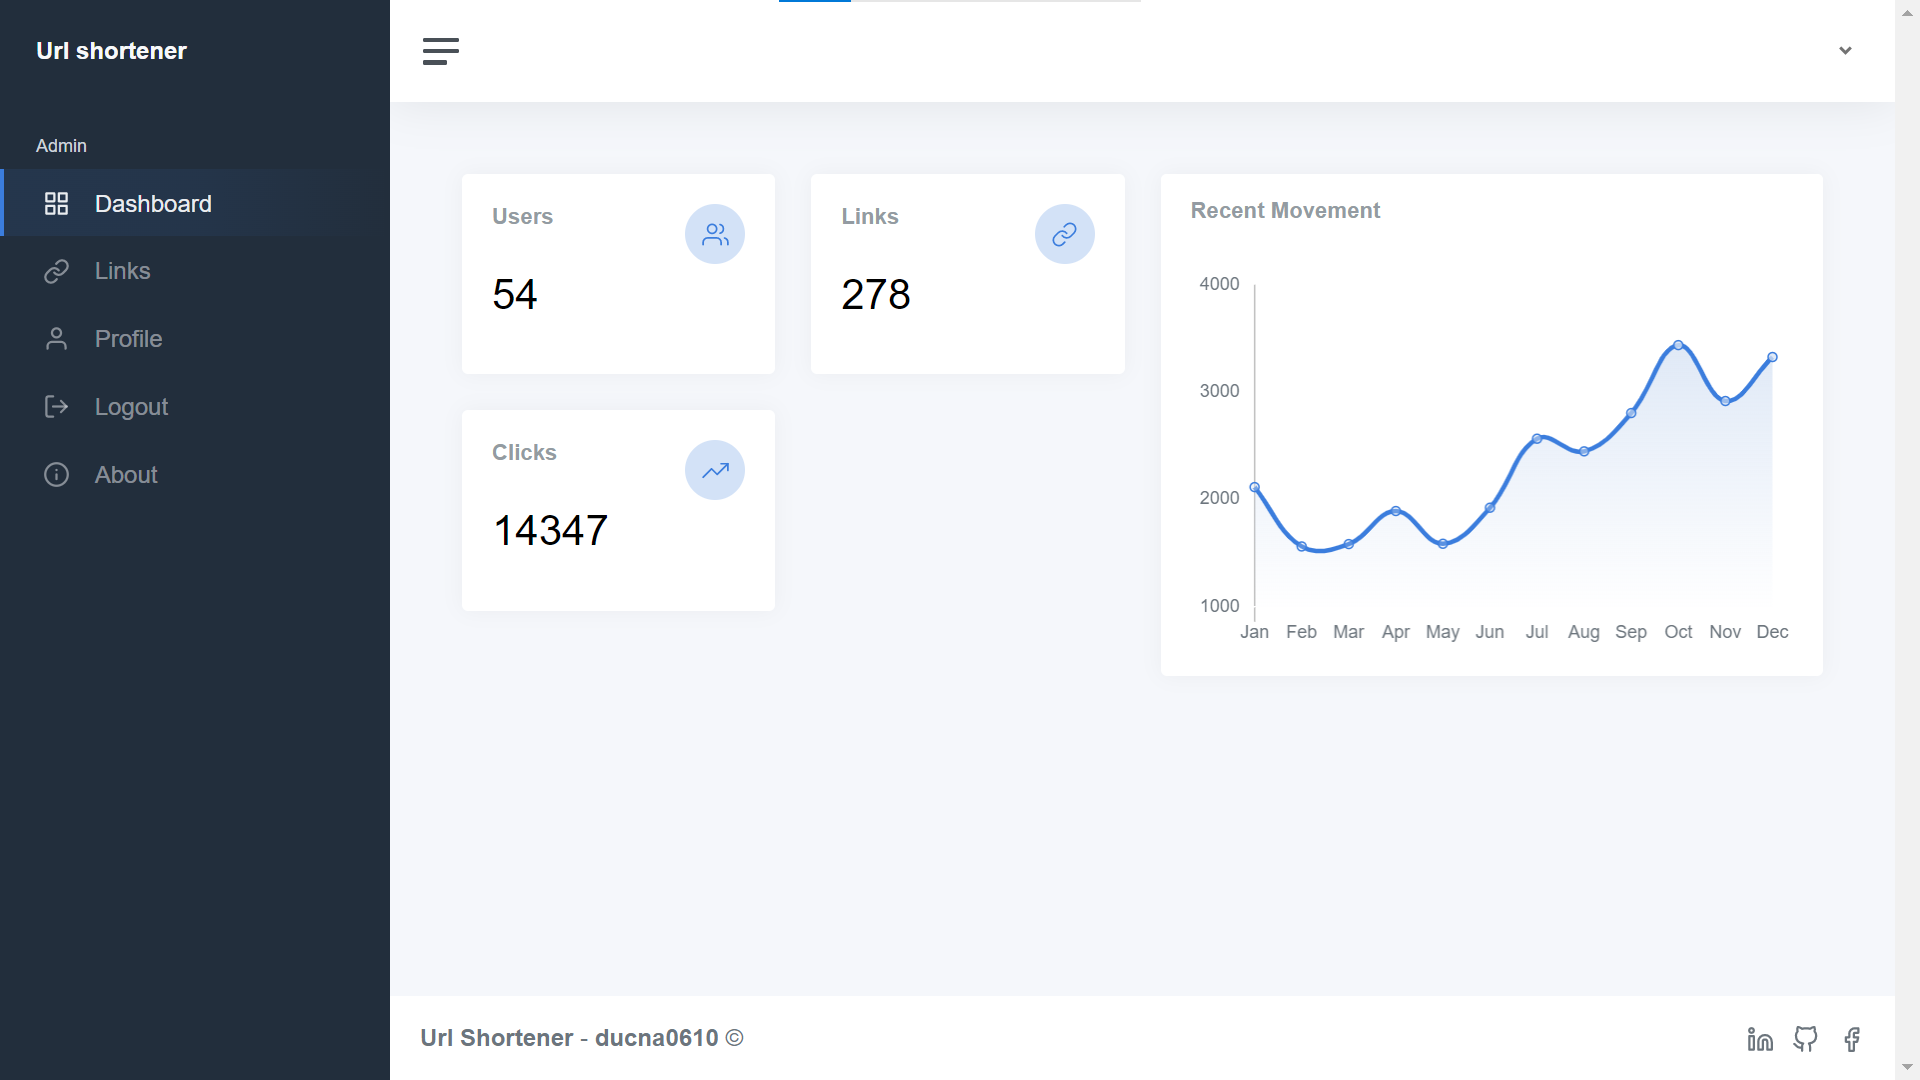 Url shortener
Admin
Dashboard
Links
Profile
Logout
About
Users
54
Links
278
Clicks
14347
Recent Movement
4000
3000
2000
1000
Jan Feb Mar Apr May Jun Jul Aug Sep Oct Nov Dec
Url Shortener - ducna0610 ©